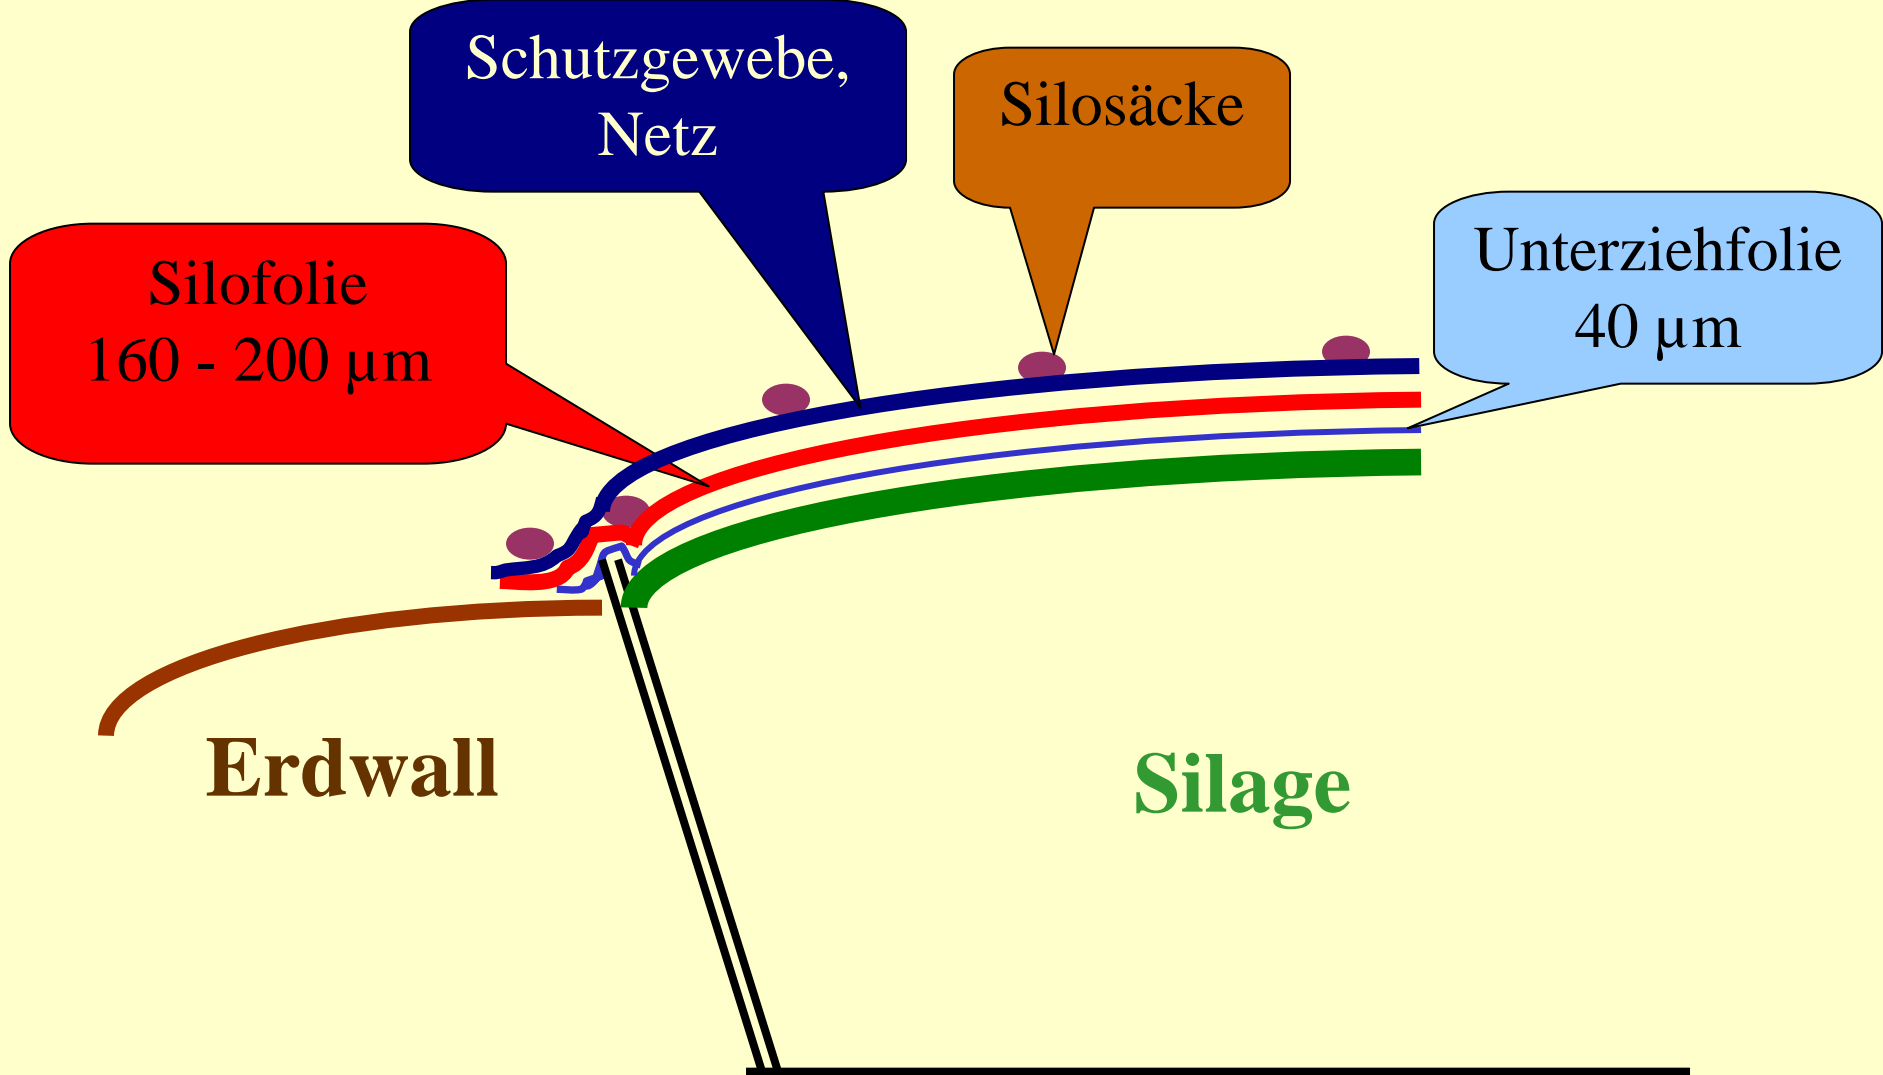 Schutzgewebe,
Netz
Silosäcke
Unterziehfolie
40 µm
Silofolie
160 - 200 µm
Erdwall
Silage